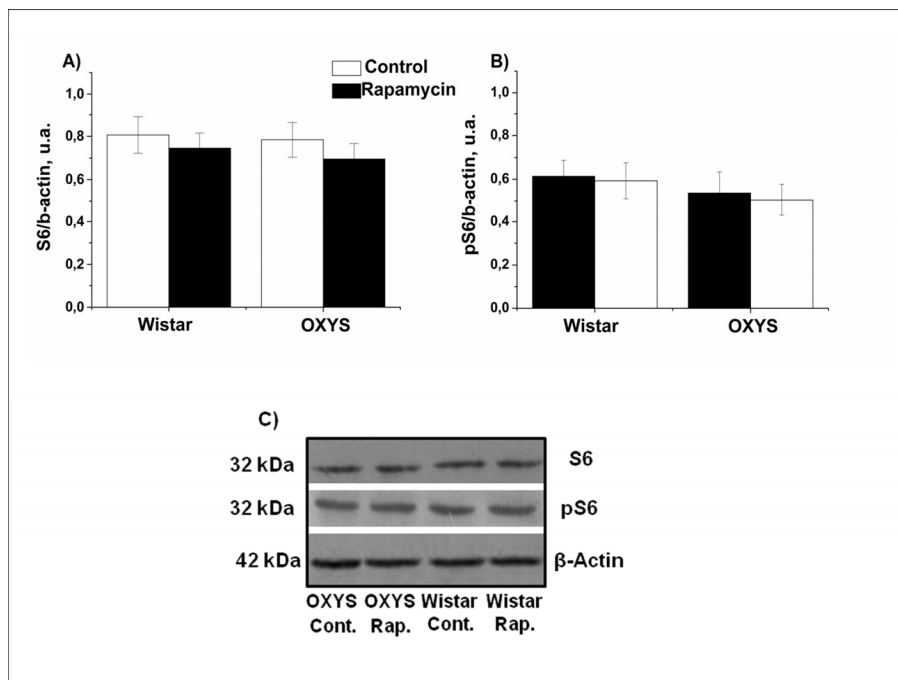 A)
Control
Rapamycin
S6/b-actin, u.a.
1,0
0,8
0,6
0,4
0,2
0,0
Wistar
OXYS
B)
pS6/b-actin, u.a.
1,0
0,8
0,6
0,4
0,2
0,0
Wistar
OXYS
C)
32 kDa
S6
32 kDa
pS6
42 kDa
β-Actin
OXYS OXYS Wistar Wistar
Cont. Rap. Cont. Rap.